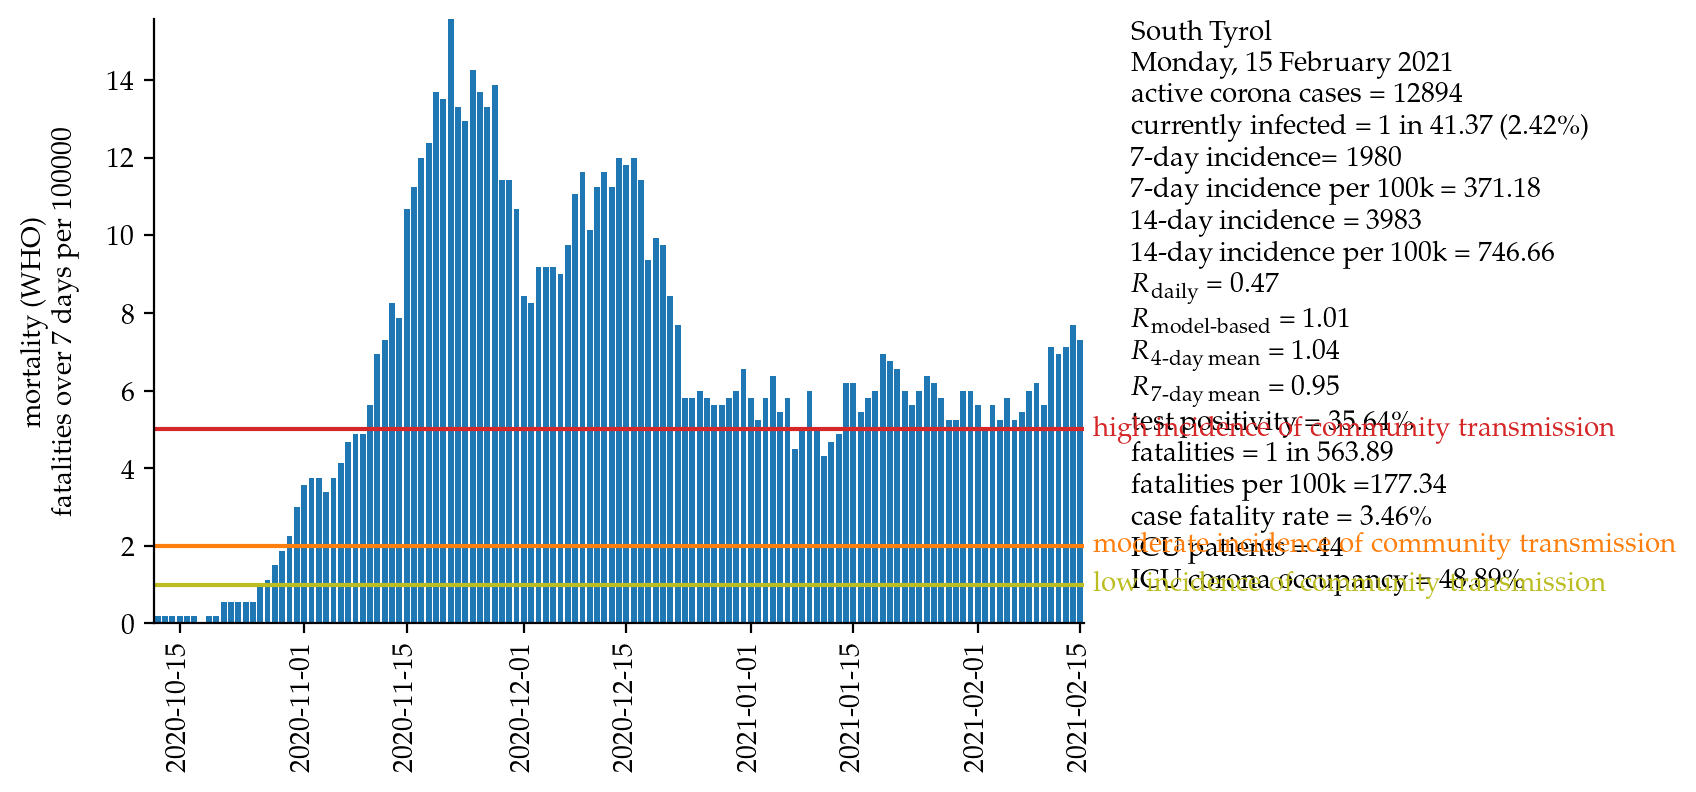 mortality (WHO)
fatalities over 7 days per 100000
14
12
10
8
6
4
2
0
2020-10-15
2020-11-01
2020-11-15
2020-12-01
2020-12-15
2021-01-01
2021-01-15
2021-02-01
2021-02-15
South Tyrol
Monday, 15 February 2021
active corona cases = 12894
currently infected = 1 in 41.37 (2.42%)
7-day incidence= 1980
7-day incidence per 100k = 371.18
14-day incidence = 3983
14-day incidence per 100k = 746.66
R daily = 0.47
R model-based = 1.01
R 4-day mean = 1.04
R 7-day mean = 0.95
test positivity = 35.64%
high incidence of community transmission
fatalities = 1 in 563.89
fatalities per 100k =177.34
case fatality rate = 3.46%
ICU patients = 44
moderate incidence of community transmission
ICU corona occupancy = 48.89%
low incidence of community transmission